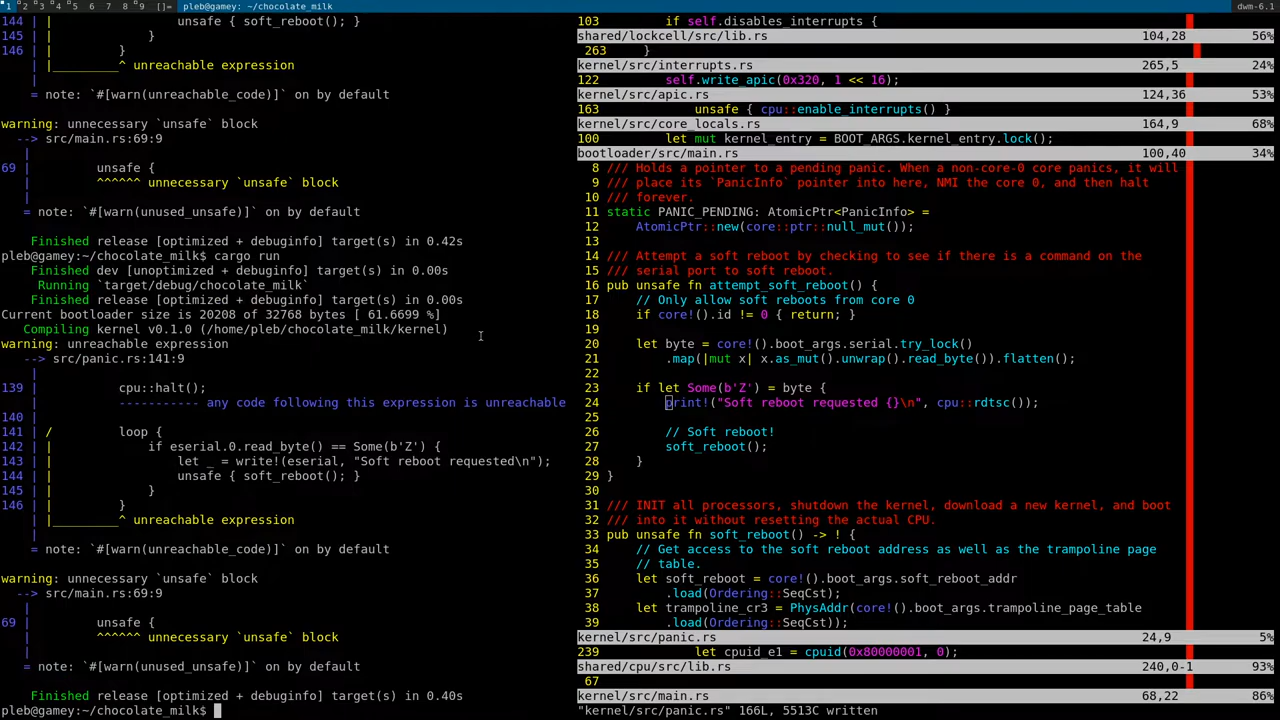 1 2 3 4 5 6 7 8 9 []= pleb@gamey: ~/chocolate_milk dwm-6.1
144 | | unsafe { soft_reboot(); }
145 | | }
146 | | }
| |_________^ unreachable expression
|
= note: `#[warn(unreachable_code)]` on by default
warning: unnecessary `unsafe` block
--> src/main.rs:69:9
|
69 | unsafe {
| ^^^^^^ unnecessary `unsafe` block
|
= note: `#[warn(unused_unsafe)]` on by default
Finished release [optimized + debuginfo] target(s) in 0.42s
pleb@gamey:~/chocolate_milk$ cargo run
Finished dev [unoptimized + debuginfo] target(s) in 0.00s
Running `target/debug/chocolate_milk`
Finished release [optimized + debuginfo] target(s) in 0.00s
Current bootloader size is 20208 of 32768 bytes [ 61.6699 %]
Compiling kernel v0.1.0 (/home/pleb/chocolate_milk/kernel)
warning: unreachable expression
--> src/panic.rs:141:9
|
139 | cpu::halt();
| ----------- any code following this expression is unreachable
140 |
141 | / loop {
142 | | if eserial.0.read_byte() == Some(b'Z') {
143 | | let _ = write!(eserial, "Soft reboot requested\n");
144 | | unsafe { soft_reboot(); }
145 | | }
146 | | }
| |_________^ unreachable expression
|
= note: `#[warn(unreachable_code)]` on by default
warning: unnecessary `unsafe` block
--> src/main.rs:69:9
|
69 | unsafe {
| ^^^^^^ unnecessary `unsafe` block
|
= note: `#[warn(unused_unsafe)]` on by default
Finished release [optimized + debuginfo] target(s) in 0.40s
pleb@gamey:~/chocolate_milk$
103 if self.disables_interrupts {
shared/lockcell/src/lib.rs 104,28 56%
263 }
kernel/src/interrupts.rs 265,5 24%
122 self.write_apic(0x320, 1 << 16);
kernel/src/apic.rs 124,36 53%
163 unsafe { cpu::enable_interrupts() }
kernel/src/core_locals.rs 164,9 68%
100 let mut kernel_entry = BOOT_ARGS.kernel_entry.lock();
bootloader/src/main.rs 100,40 34%
8 /// Holds a pointer to a pending panic. When a non-core-0 core panics, it will
9 /// place its `PanicInfo` pointer into here, NMI the core 0, and then halt
10 /// forever.
11 static PANIC_PENDING: AtomicPtr<PanicInfo> =
12 AtomicPtr::new(core::ptr::null_mut());
13
14 /// Attempt a soft reboot by checking to see if there is a command on the
15 /// serial port to soft reboot.
16 pub unsafe fn attempt_soft_reboot() {
17 // Only allow soft reboots from core 0
18 if core!().id != 0 { return; }
19
20 let byte = core!().boot_args.serial.try_lock()
21 .map(|mut x| x.as_mut().unwrap().read_byte()).flatten();
22
23 if let Some(b'Z') = byte {
24 print!("Soft reboot requested {}\n", cpu::rdtsc());
25
26 // Soft reboot!
27 soft_reboot();
28 }
29 }
30
31 /// INIT all processors, shutdown the kernel, download a new kernel, and boot
32 /// into it without resetting the actual CPU.
33 pub unsafe fn soft_reboot() -> ! {
34 // Get access to the soft reboot address as well as the trampoline page
35 // table.
36 let soft_reboot = core!().boot_args.soft_reboot_addr
37 .load(Ordering::SeqCst);
38 let trampoline_cr3 = PhysAddr(core!().boot_args.trampoline_page_table
39 .load(Ordering::SeqCst));
kernel/src/panic.rs 24,9 5%
239 let cpuid_e1 = cpuid(0x80000001, 0);
shared/cpu/src/lib.rs 240,0-1 93%
67
kernel/src/main.rs 68,22 86%
"kernel/src/panic.rs" 166L, 5513C written